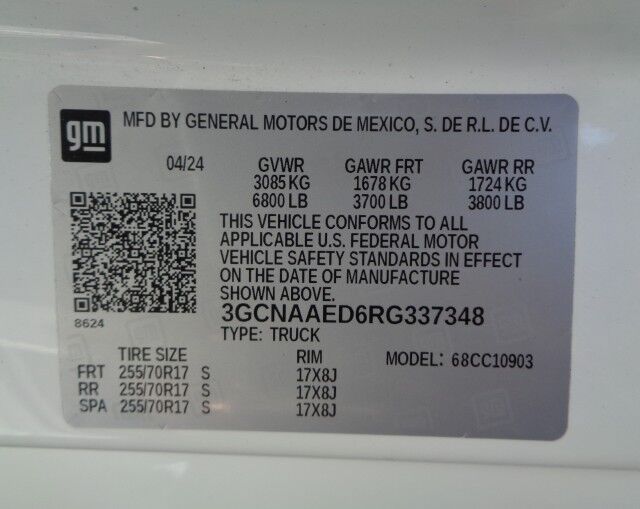 gm MFD BY GENERAL MOTORS DE MEXICO, S. DE R.L. DE C.V.
04/24 GVWR GAWR FRT GAWR RR
3085 KG 1678 KG 1724 KG
6800 LB 3700 LB 3800 LB
THIS VEHICLE CONFORMS TO ALL
APPLICABLE U.S. FEDERAL MOTOR
VEHICLE SAFETY STANDARDS IN EFFECT
ON THE DATE OF MANUFACTURE
SHOWN ABOVE.
3GCNAAED6RG337348
8624
TYPE: TRUCK
TIRE SIZE RIM MODEL: 68CC10903
FRT 255/70R17 S 17X8J
RR 255/70R17 S 17X8J
SPA 255/70R17 S 17X8J